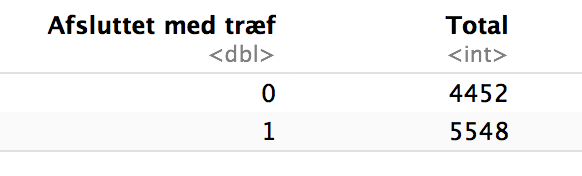 Afsluttet med træf Total
<dbl> <int>
0 4452
1 5548